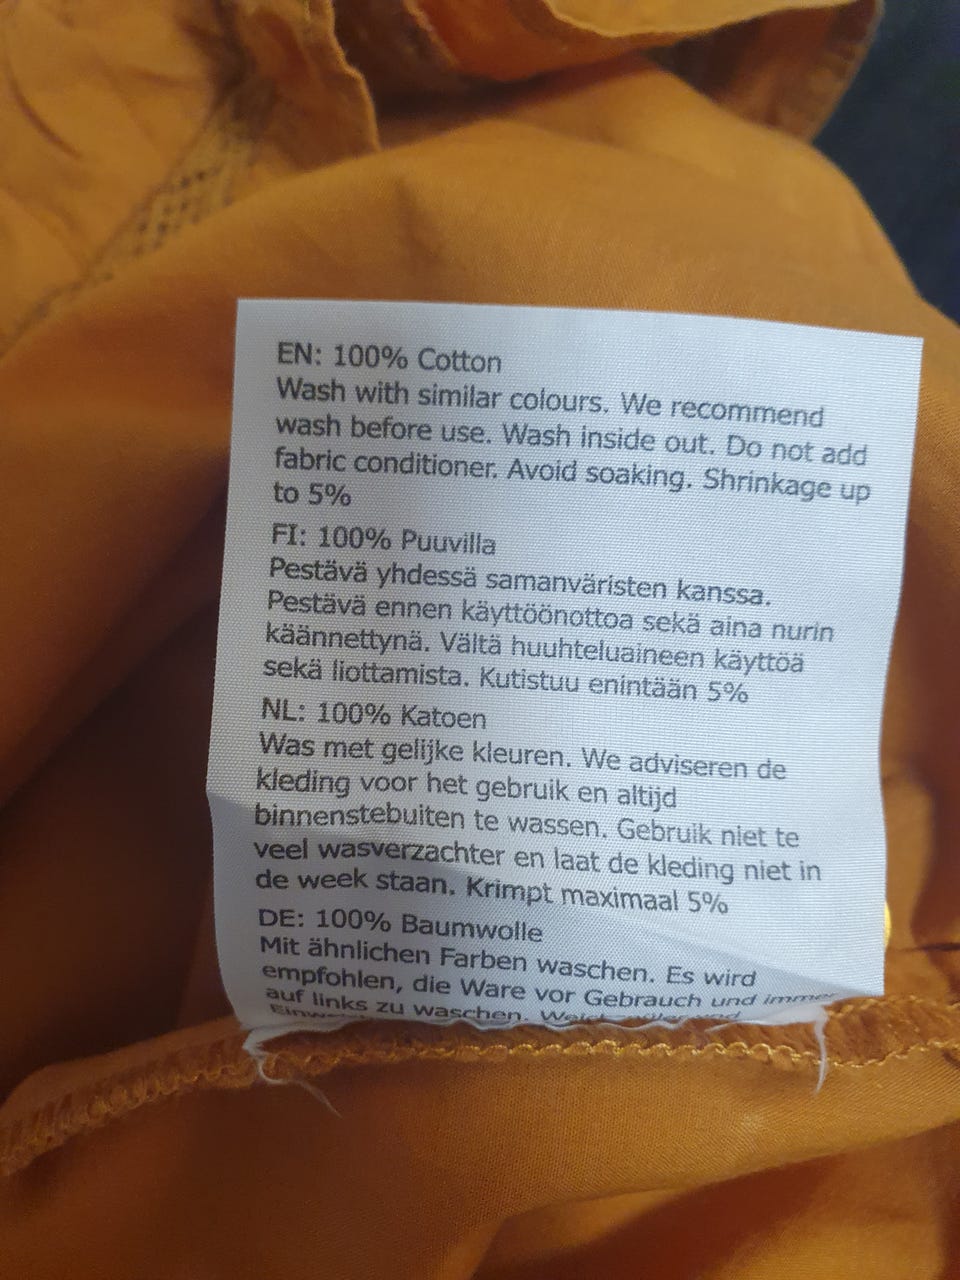 EN: 100% Cotton
Wash with similar colours. We recommend
wash before use. Wash inside out. Do not add
fabric conditioner. Avoid soaking. Shrinkage up
to 5%
FI: 100% Puuvilla
Pestävä yhdessä samanväristen kanssa.
Pestävä ennen käyttöönottoa sekä aina nurin
käännettynä. Vältä huuhteluaineen käyttöä
sekä liottamista. Kutistuu enintään 5%
NL: 100% Katoen
Was met gelijke kleuren. We adviseren de
kleding voor het gebruik en altijd
binnenstebuiten te wassen. Gebruik niet te
veel wasverzachter en laat de kleding niet in
de week staan. Krimpt maximaal 5%
DE: 100% Baumwolle
Mit ähnlichen Farben waschen. Es wird
empfohlen, die Ware vor Gebrauch und immer
auf links zu waschen.